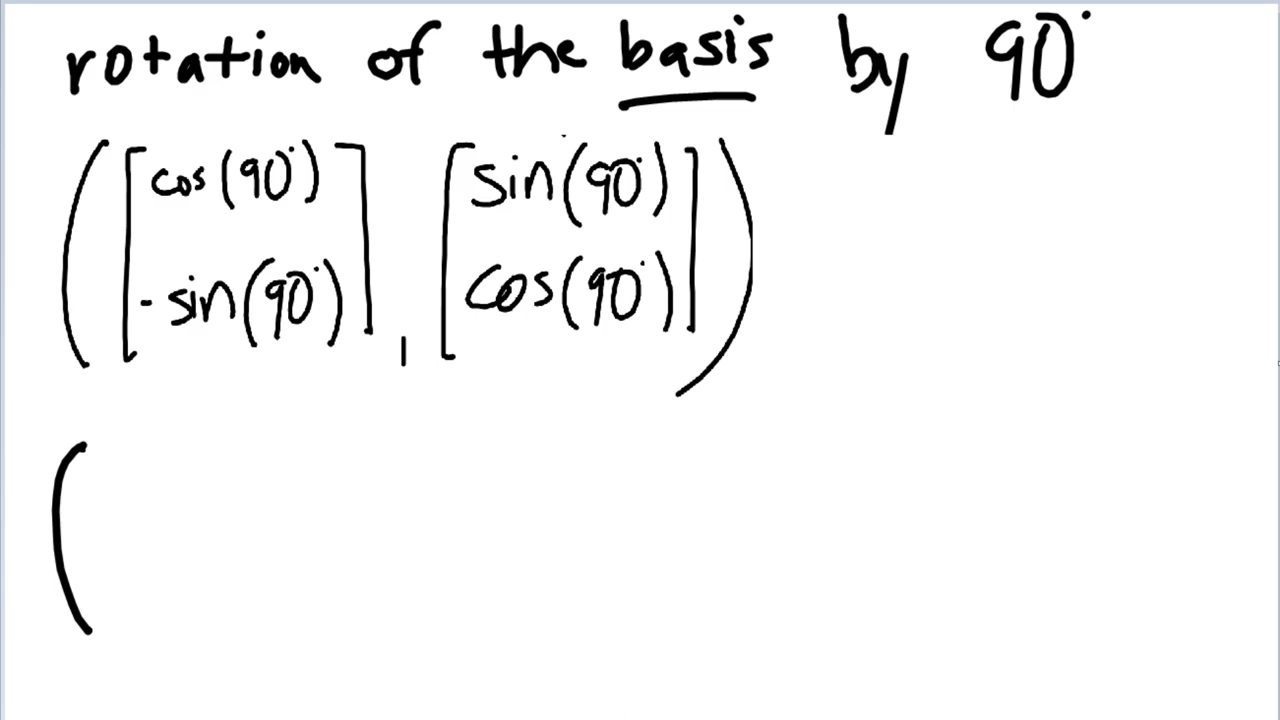 rotation of the basis by 90°
( [ cos(90°) ] [ sin(90°) ] )
( [ -sin(90°) ] , [ cos(90°) ] )
(